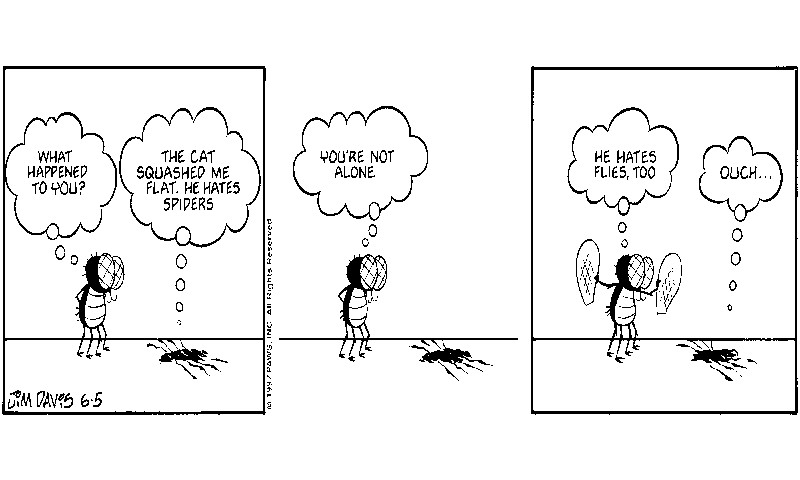 WHAT
HAPPENED
TO YOU?
THE CAT
SQUASHED ME
FLAT. HE HATES
SPIDERS
JIM DAVIS 6·5
© 1997 PAWS, INC. All Rights Reserved
YOU'RE NOT
ALONE
HE HATES
FLIES, TOO
OUCH...